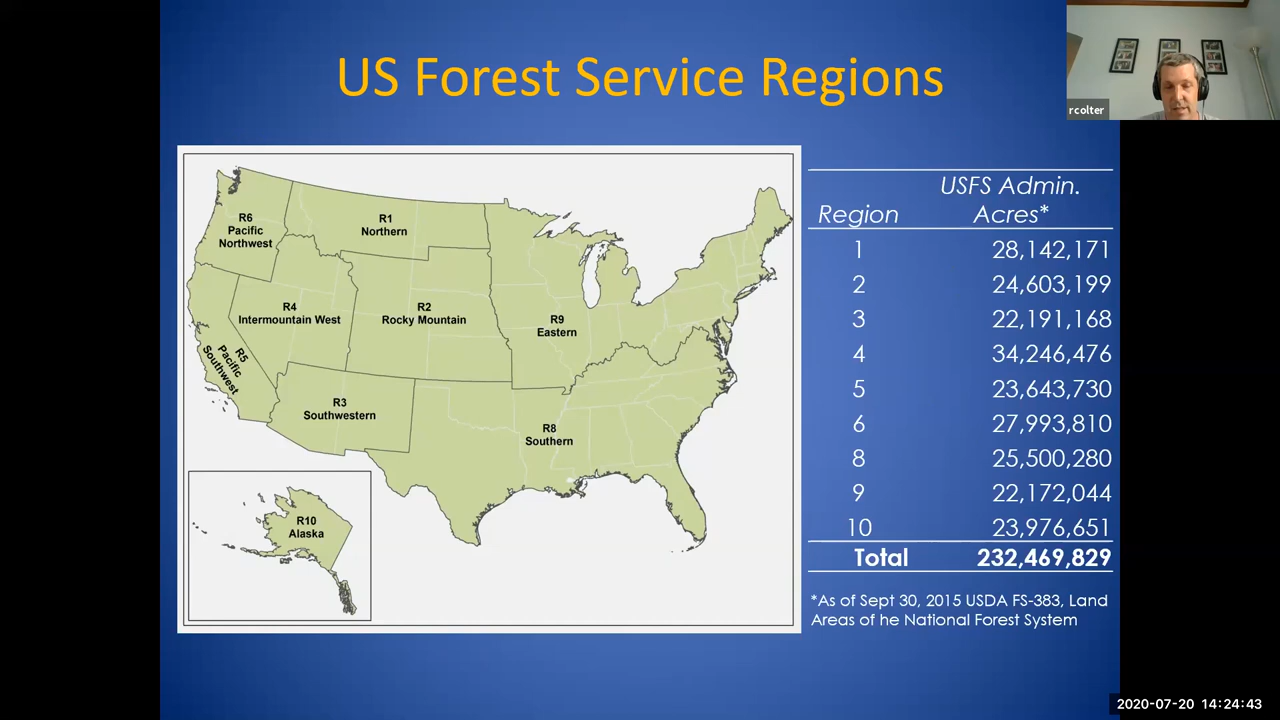 US Forest Service Regions
rcolter
R6
Pacific
Northwest
R1
Northern
R4
Intermountain West
R2
Rocky Mountain
R9
Eastern
R5
Pacific
Southwest
R3
Southwestern
R8
Southern
R10
Alaska
USFS Admin.
Region Acres*
1 28,142,171
2 24,603,199
3 22,191,168
4 34,246,476
5 23,643,730
6 27,993,810
8 25,500,280
9 22,172,044
10 23,976,651
Total 232,469,829
*As of Sept 30, 2015 USDA FS-383, Land
Areas of he National Forest System
2020-07-20 14:24:43